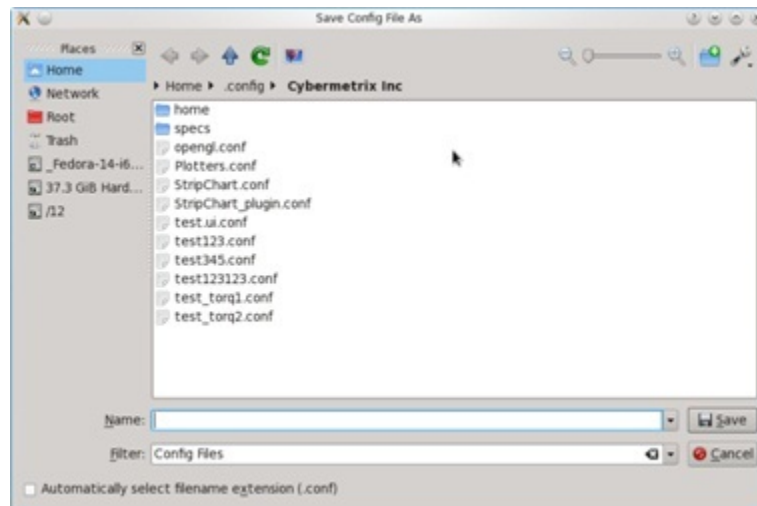 Save Config File As
Places
Home
Network
Root
Trash
_Fedora-14-i6...
37.3 GiB Hard...
/12
Home .config Cybermetrix Inc
home
specs
opengl.conf
Plotters.conf
StripChart.conf
StripChart_plugin.conf
test.ui.conf
test123.conf
test345.conf
test123123.conf
test_torq1.conf
test_torq2.conf
Name:
Save
Filter: Config Files
Cancel
Automatically select filename extension (.conf)